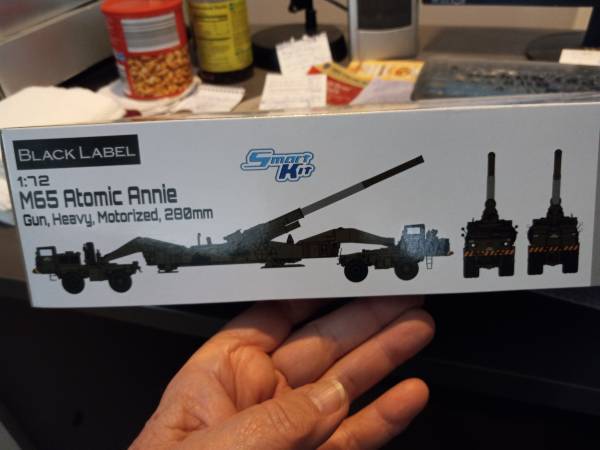 BLACK LABEL
Smart Kit
1:72
M65 Atomic Annie
Gun, Heavy, Motorized, 280mm